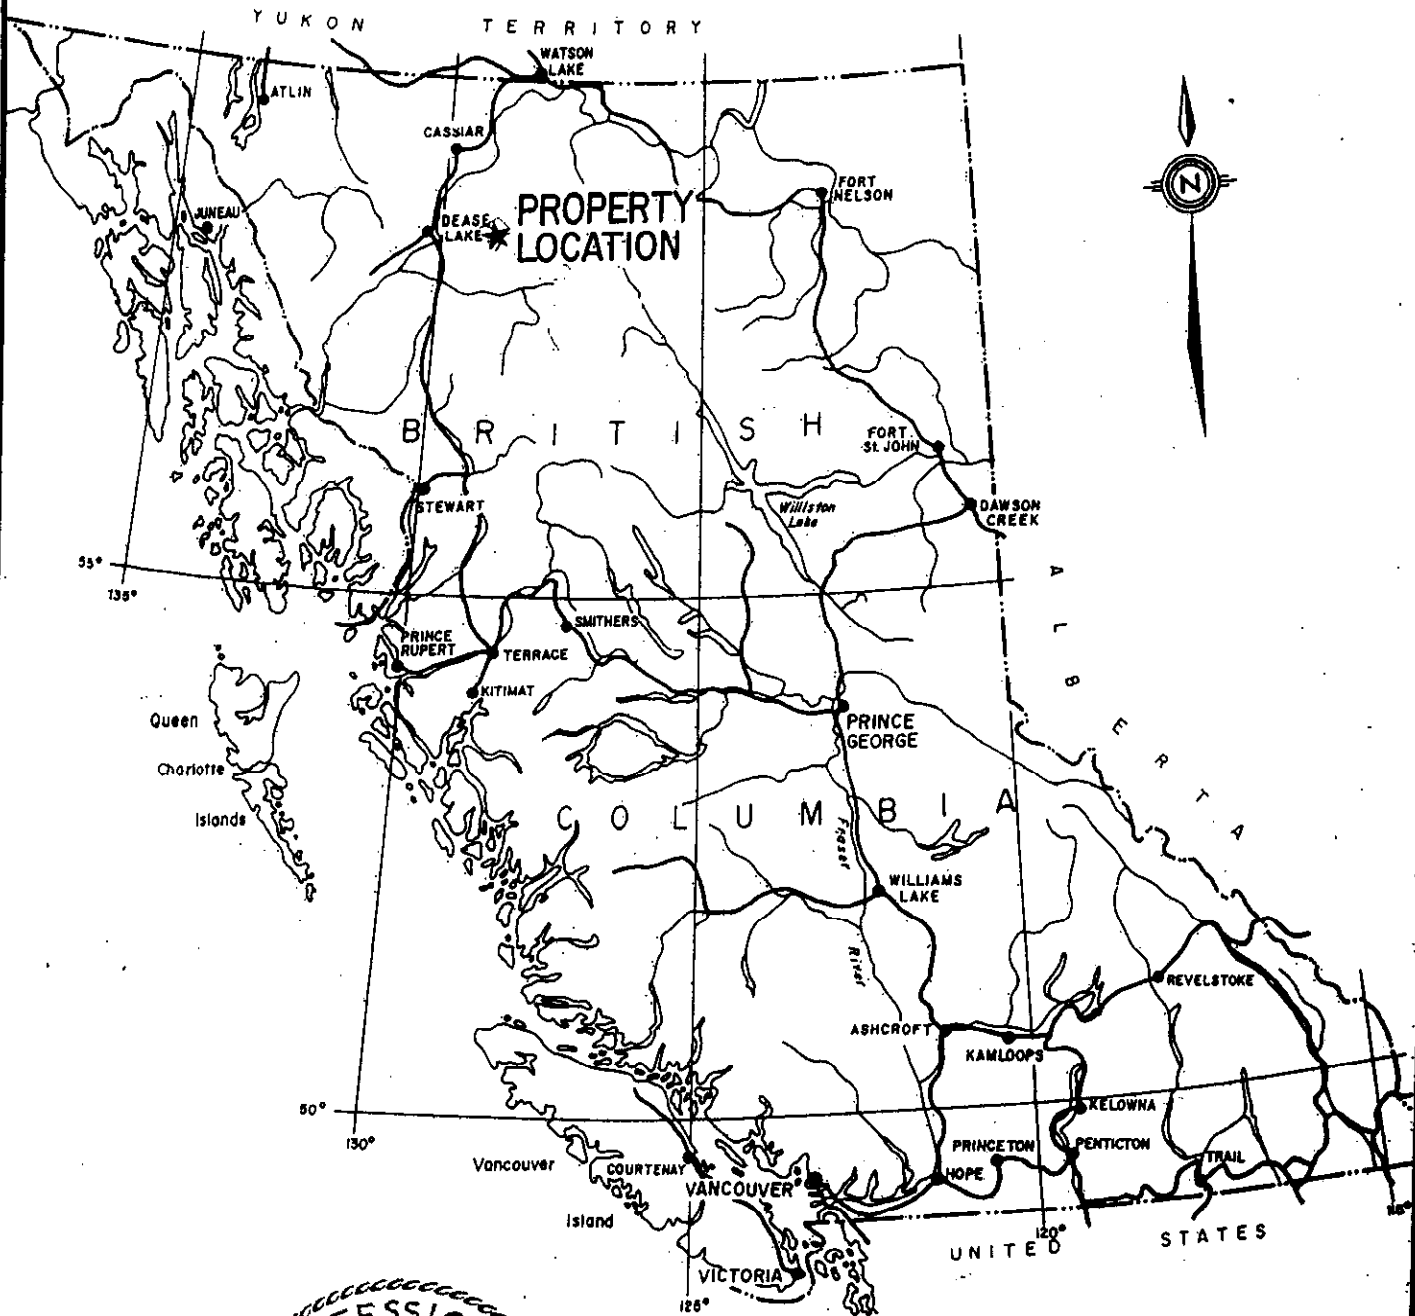 YUKON TERRITORY
WATSON
LAKE
ATLIN
CASSIAR
FORT
NELSON
PROPERTY
LOCATION
JUNEAU
DEASE
LAKE
N
BRITISH
FORT
St. JOHN
STEWART
Williston
Lake
DAWSON
CREEK
55°
135°
ALBERTA
SMITHERS
PRINCE
RUPERT
TERRACE
KITIMAT
Queen
Charlotte
Islands
PRINCE
GEORGE
COLUMBIA
Fraser
River
WILLIAMS
LAKE
REVELSTOKE
ASHCROFT
KAMLOOPS
50°
130°
KELOWNA
PRINCETON
PENTICTON
Vancouver
Island
COURTENAY
VANCOUVER
HOPE
TRAIL
120°
UNITED STATES
VICTORIA
125°